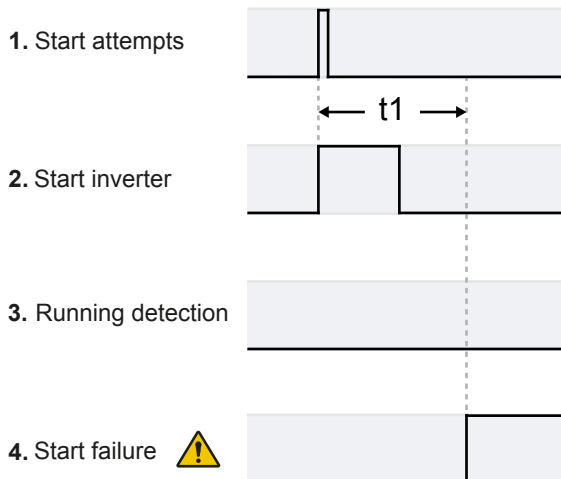 1. Start attempts
t1
2. Start inverter
3. Running detection
4. Start failure